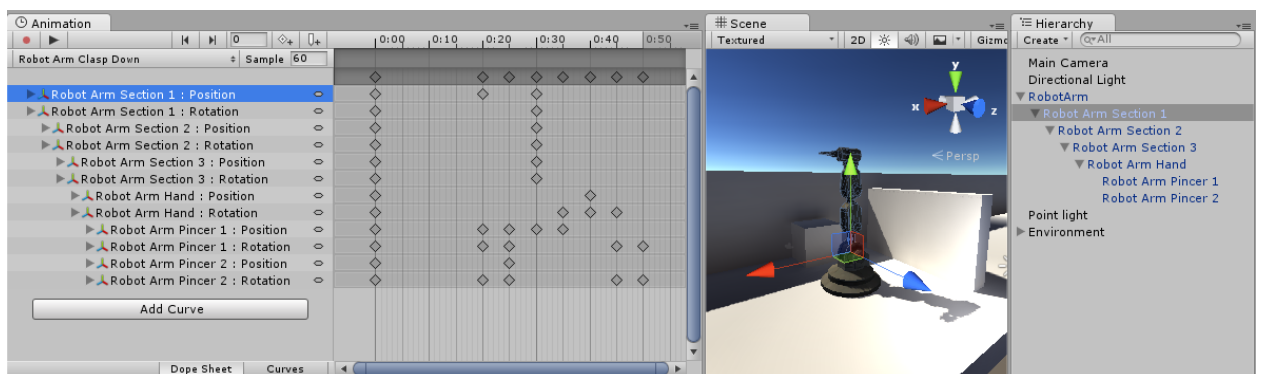 Animation
0
0:00 0:10 0:20 0:30 0:40 0:50
Robot Arm Clasp Down Sample 60
Robot Arm Section 1 : Position
Robot Arm Section 1 : Rotation
Robot Arm Section 2 : Position
Robot Arm Section 2 : Rotation
Robot Arm Section 3 : Position
Robot Arm Section 3 : Rotation
Robot Arm Hand : Position
Robot Arm Hand : Rotation
Robot Arm Pincer 1 : Position
Robot Arm Pincer 1 : Rotation
Robot Arm Pincer 2 : Position
Robot Arm Pincer 2 : Rotation
Add Curve
Dope Sheet Curves
# Scene
Textured 2D Gizmo
y
x z
Persp
Hierarchy
Create All
Main Camera
Directional Light
RobotArm
Robot Arm Section 1
Robot Arm Section 2
Robot Arm Section 3
Robot Arm Hand
Robot Arm Pincer 1
Robot Arm Pincer 2
Point light
Environment